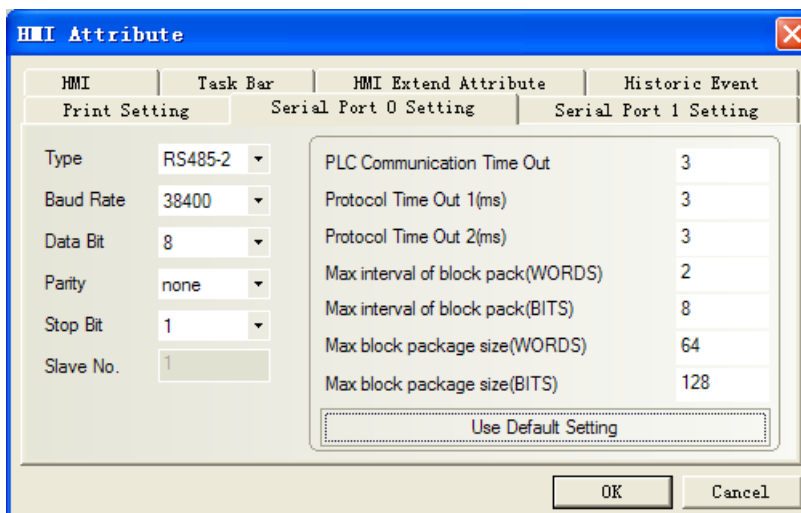 HMI Attribute
HMI Task Bar HMI Extend Attribute Historic Event
Print Setting Serial Port 0 Setting Serial Port 1 Setting
Type RS485-2
Baud Rate 38400
Data Bit 8
Parity none
Stop Bit 1
Slave No. 1
PLC Communication Time Out 3
Protocol Time Out 1(ms) 3
Protocol Time Out 2(ms) 3
Max interval of block pack(WORDS) 2
Max interval of block pack(BITS) 8
Max block package size(WORDS) 64
Max block package size(BITS) 128
Use Default Setting
OK Cancel